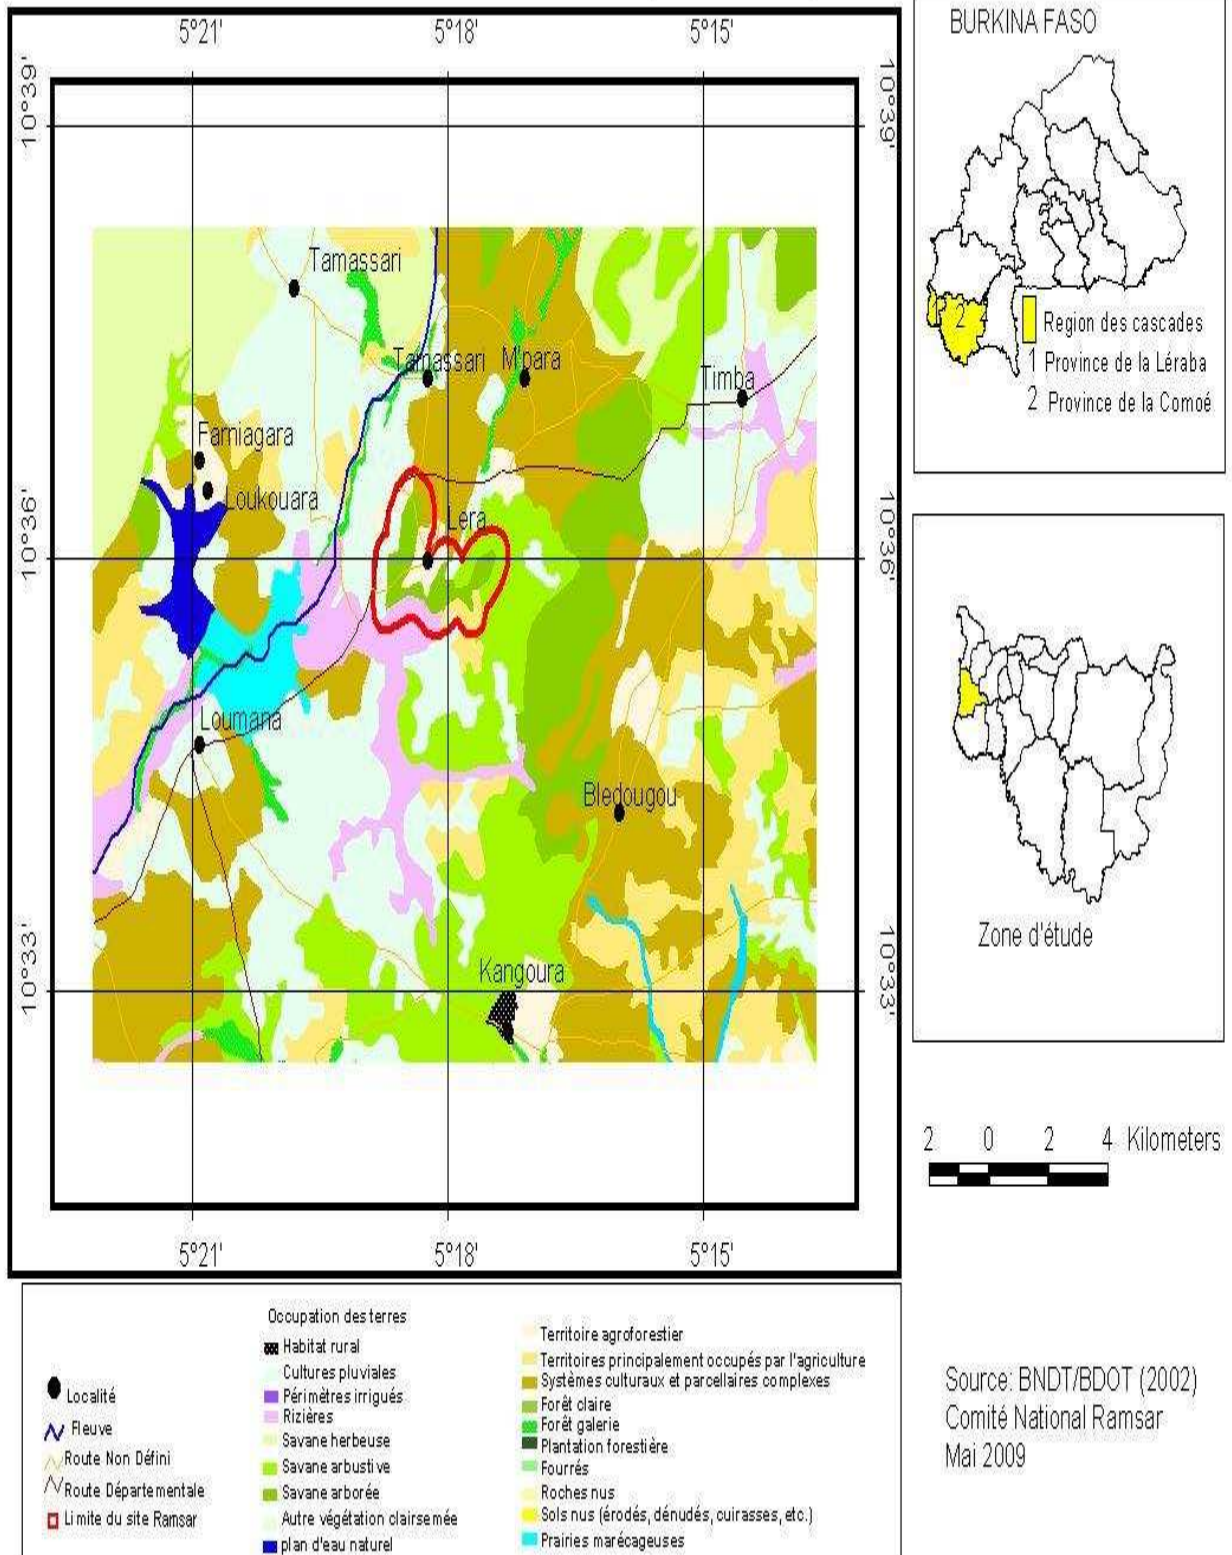 5°21' 5°18' 5°15'
10°39' 10°39'
Tamassari
Tamassari M'para
Timba
Famiagara
Loukouara
Lera
10°36' 10°36'
Loumana
Bledougou
Kangoura
10°33' 10°33'
5°21' 5°18' 5°15'
BURKINA FASO
1
2
Region des cascades
1 Province de la Léraba
2 Province de la Comoé
Zone d'étude
2 0 2 4 Kilometers
Localité
Fleuve
Route Non Défini
Route Départementale
Limite du site Ramsar
Occupation des terres
Habitat rural
Cultures pluviales
Périmètres irrigués
Rizières
Savane herbeuse
Savane arbustive
Savane arborée
Autre végétation clairsemée
plan d'eau naturel
Territoire agroforestier
Territoires principalement occupés par l'agriculture
Systèmes culturaux et parcellaires complexes
Forêt claire
Forêt galerie
Plantation forestière
Fourrés
Roches nus
Sols nus (érodés, dénudés, cuirasses, etc.)
Prairies marécageuses
Source: BNDT/BDOT (2002)
Comité National Ramsar
Mai 2009